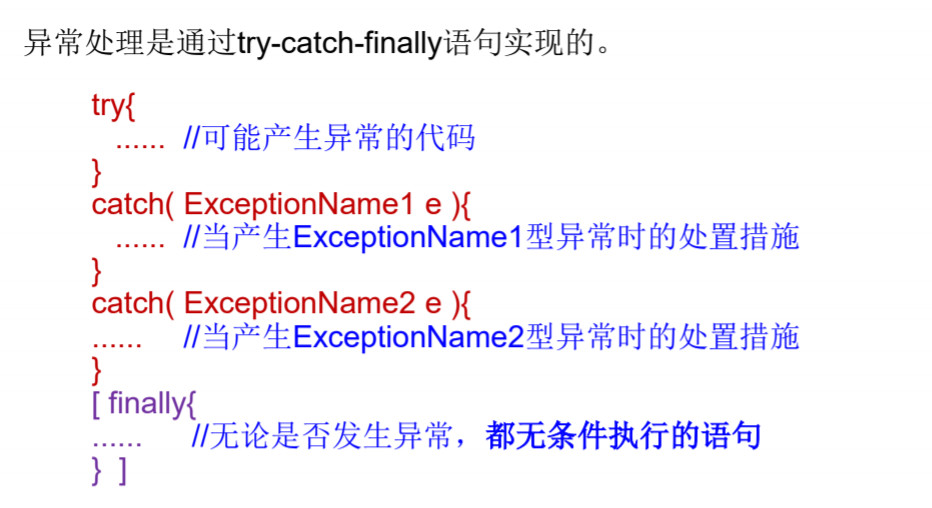 异常处理是通过try-catch-finally语句实现的。
try{
...... //可能产生异常的代码
}
catch( ExceptionName1 e ){
...... //当产生ExceptionName1型异常时的处置措施
}
catch( ExceptionName2 e ){
...... //当产生ExceptionName2型异常时的处置措施
}
[ finally{
...... //无论是否发生异常，都无条件执行的语句
} ]